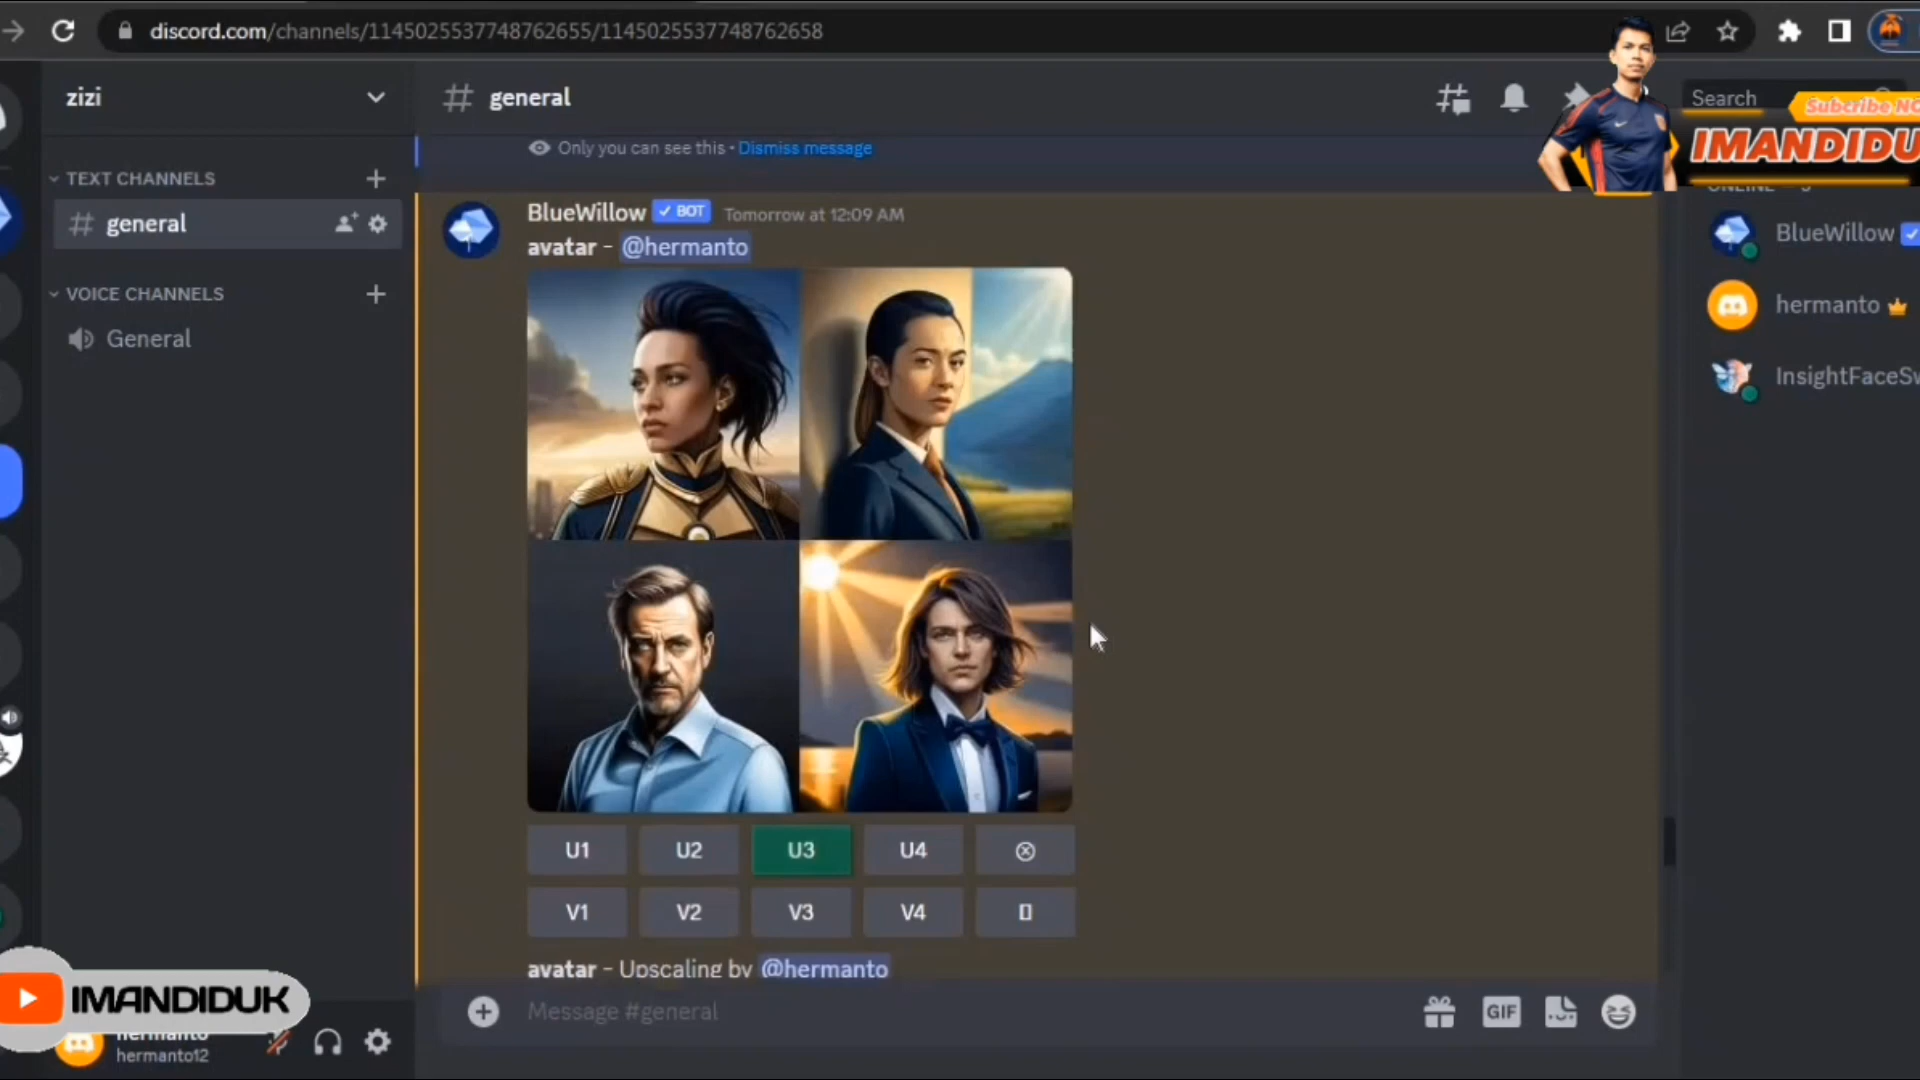 discord.com/channels/1145025537748762655/1145025537748762658
zizi
general
Search
Subcribe
IMANDIDU
Only you can see this • Dismiss message
TEXT CHANNELS
general
VOICE CHANNELS
General
BlueWillow BOT Tomorrow at 12:09 AM
avatar - @hermanto
BlueWillow
hermanto
InsightFaceSw
U1 U2 U3 U4
V1 V2 V3 V4
avatar - Upscaling by @hermanto
Message #general
GIF
IMANDIDUK
hermanto
hermanto12